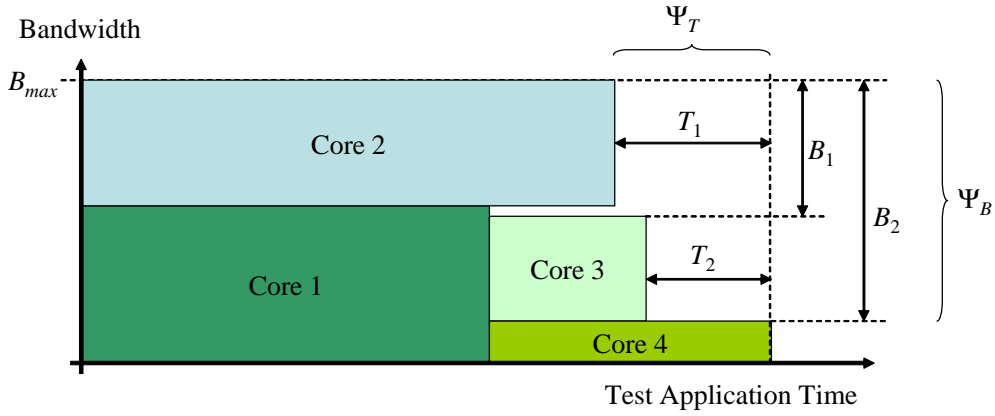 Ψ_T
Bandwidth
B_max
Core 2
T_1
B_1
B_2
Ψ_B
Core 1
Core 3
T_2
Core 4
Test Application Time